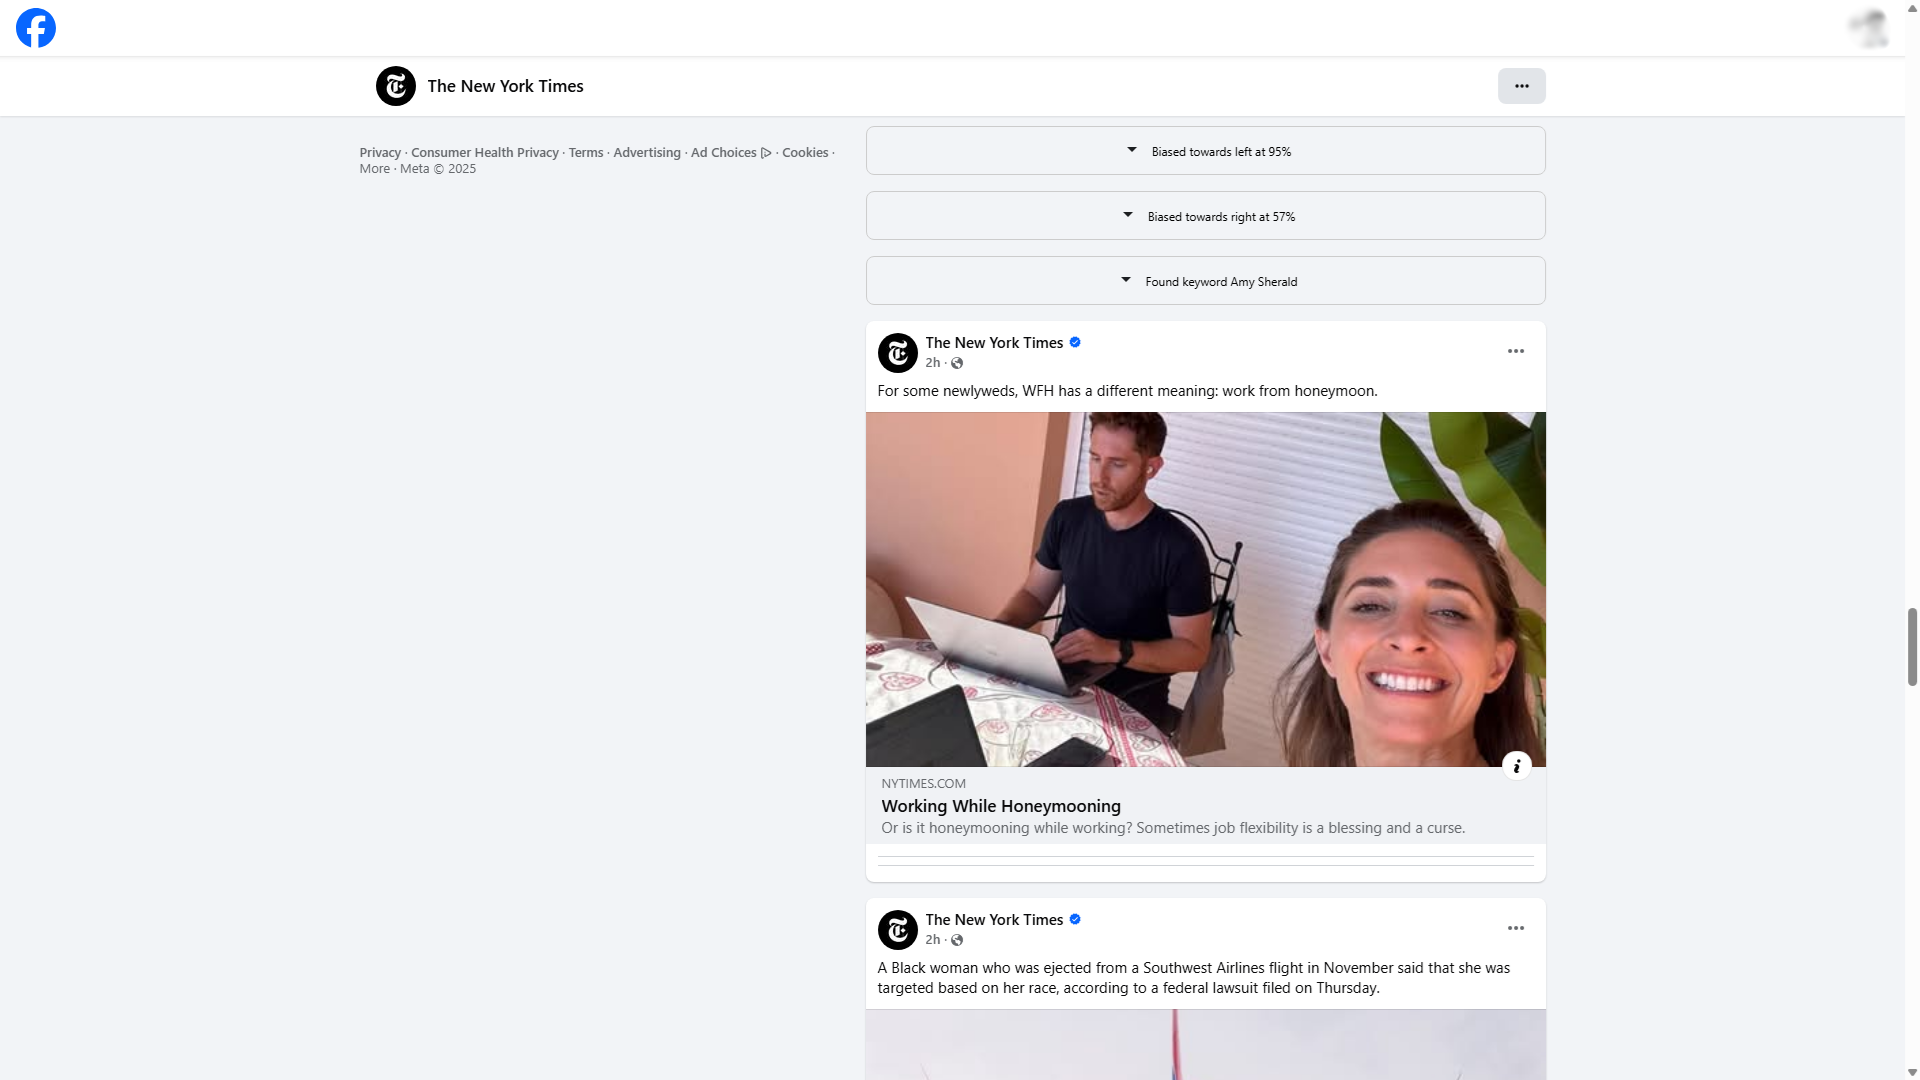 The New York Times
Privacy · Consumer Health Privacy · Terms · Advertising · Ad Choices · Cookies ·
More · Meta © 2025
Biased towards left at 95%
Biased towards right at 57%
Found keyword Amy Sherald
The New York Times
2h ·
For some newlyweds, WFH has a different meaning: work from honeymoon.
NYTIMES.COM
Working While Honeymooning
Or is it honeymooning while working? Sometimes job flexibility is a blessing and a curse.
The New York Times
2h ·
A Black woman who was ejected from a Southwest Airlines flight in November said that she was
targeted based on her race, according to a federal lawsuit filed on Thursday.